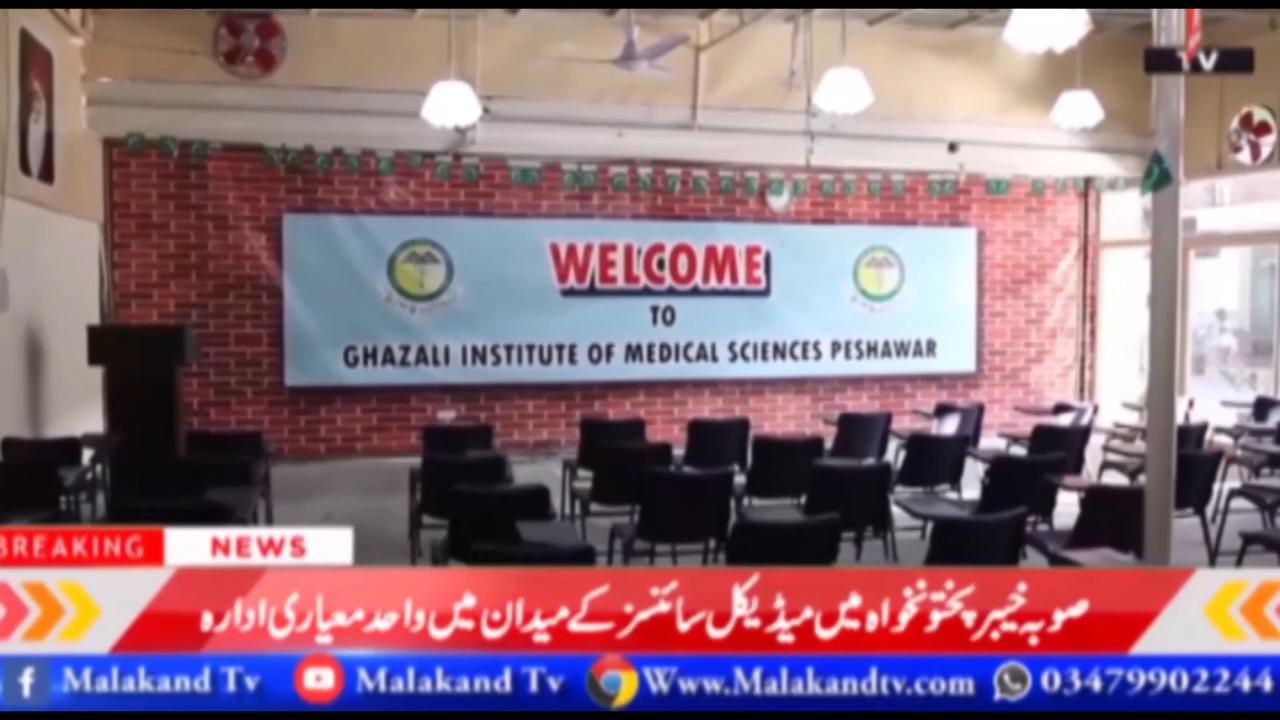 TV
WELCOME
TO
GHAZALI INSTITUTE OF MEDICAL SCIENCES PESHAWAR
BREAKING NEWS
صوبہ خیبر پختونخواہ میں میڈیکل سائنسز کے میدان میں واحد معیاری ادارہ
Malakand Tv
Malakand Tv
Www.Malakandtv.com
03479902244